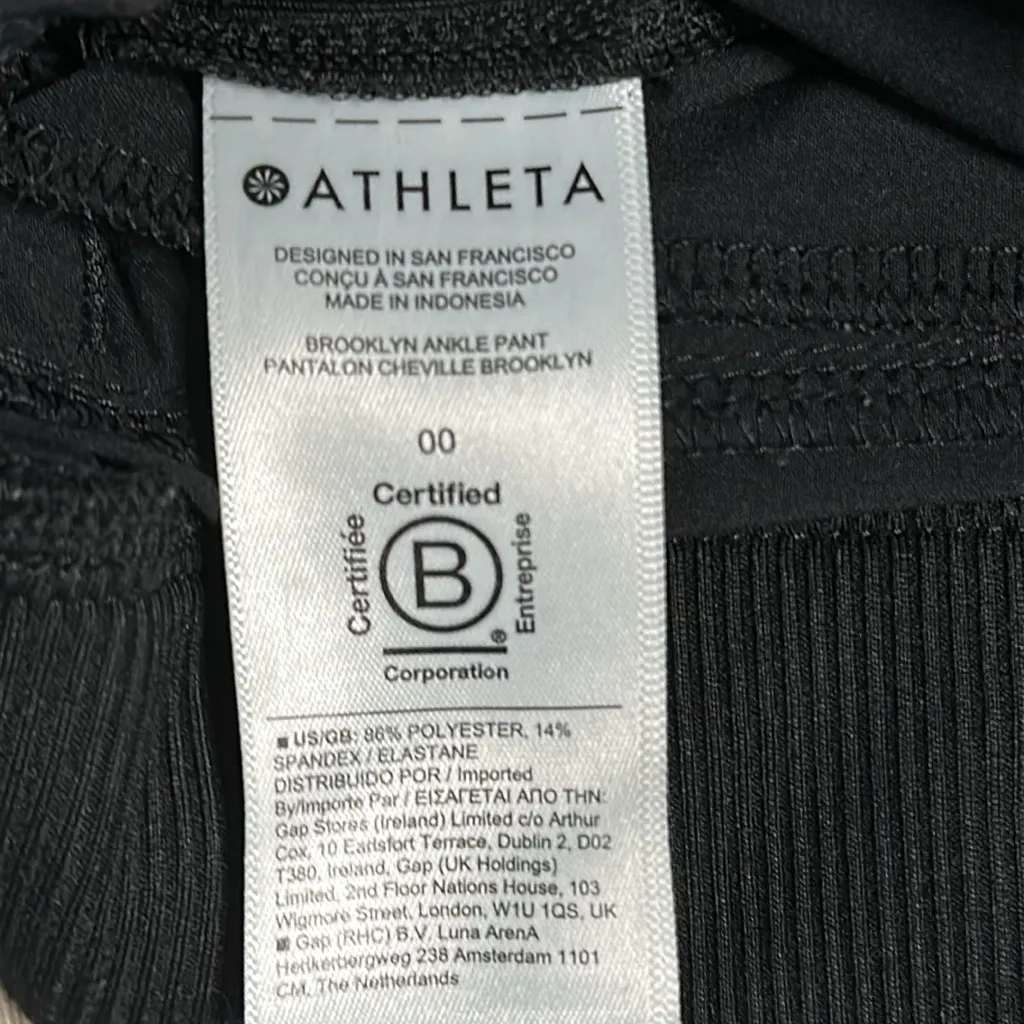 ATHLETA
DESIGNED IN SAN FRANCISCO
CONÇU À SAN FRANCISCO
MADE IN INDONESIA
BROOKLYN ANKLE PANT
PANTALON CHEVILLE BROOKLYN
00
Certified
Certifiée
B
Entreprise
®
Corporation
US/GB: 86% POLYESTER, 14%
SPANDEX / ELASTANE
DISTRIBUIDO POR / Imported
By/Importe Par / ΕΙΣΑΓΕΤΑΙ ΑΠΟ ΤΗΝ:
Gap Stores (Ireland) Limited c/o Arthur
Cox, 10 Earlsfort Terrace, Dublin 2, D02
T380, Ireland, Gap (UK Holdings)
Limited, 2nd Floor Nations House, 103
Wigmore Street, London, W1U 1QS, UK
Gap (RHC) B.V. Luna ArenA
Herikerbergweg 238 Amsterdam 1101
CM, The Netherlands